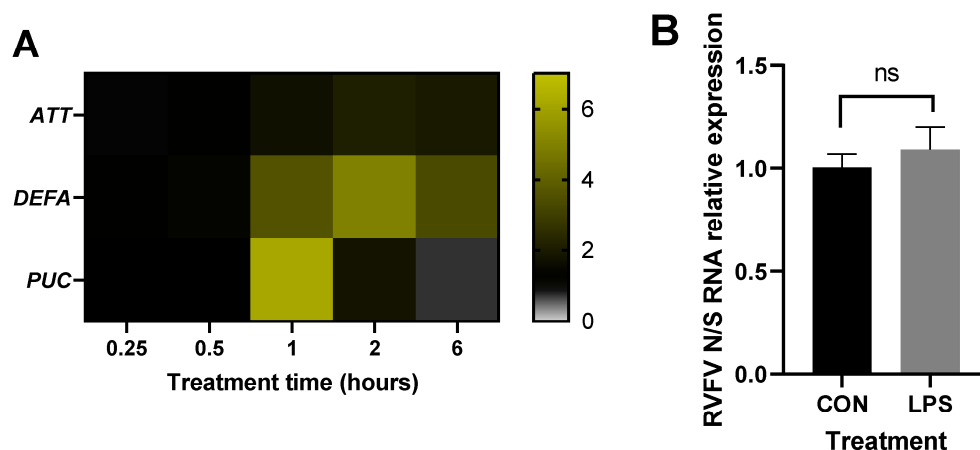 A
ATT
DEFA
PUC
0.25 0.5 1 2 6
Treatment time (hours)
6
4
2
0
B
RVFV N/S RNA relative expression
1.5
1.0
0.5
0.0
ns
CON LPS
Treatment